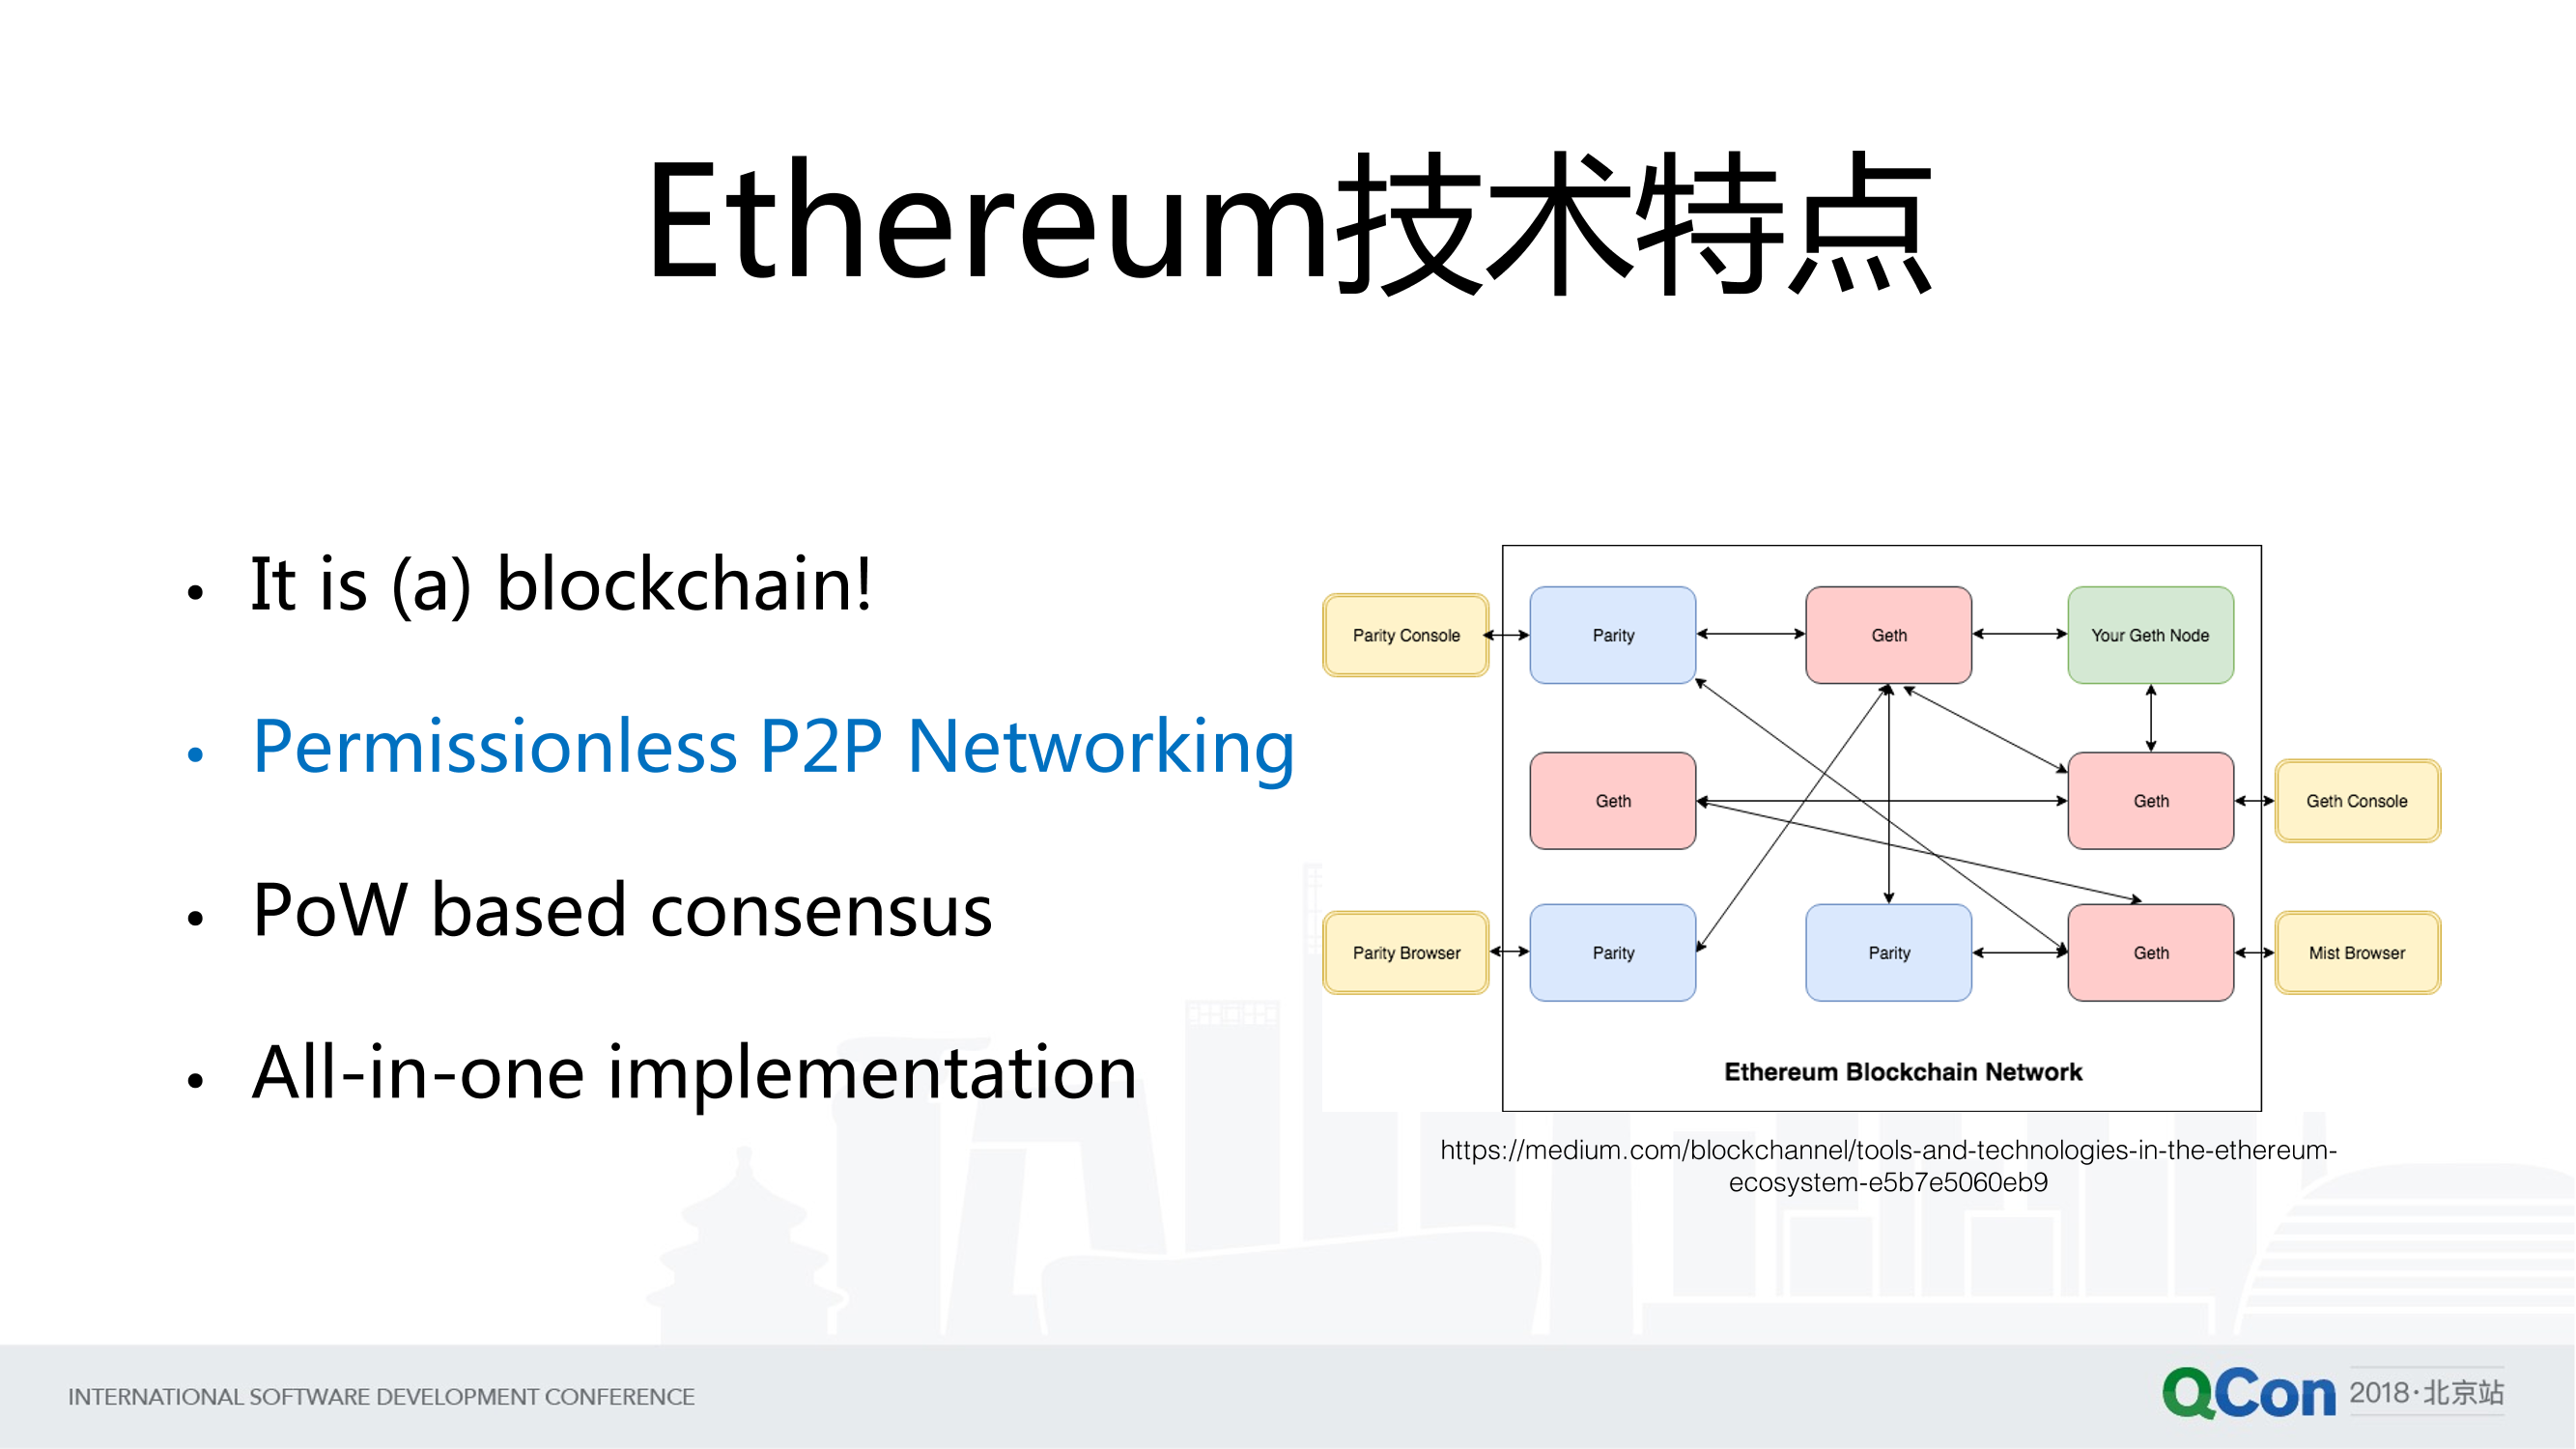 Ethereum技术特点
• It is (a) blockchain!
• Permissionless P2P Networking
• PoW based consensus
• All-in-one implementation
Parity Console
Parity
Geth
Your Geth Node
Geth
Geth
Geth Console
Parity Browser
Parity
Parity
Geth
Mist Browser
Ethereum Blockchain Network
https://medium.com/blockchannel/tools-and-technologies-in-the-ethereum-
ecosystem-e5b7e5060eb9
INTERNATIONAL SOFTWARE DEVELOPMENT CONFERENCE
QCon 2018·北京站